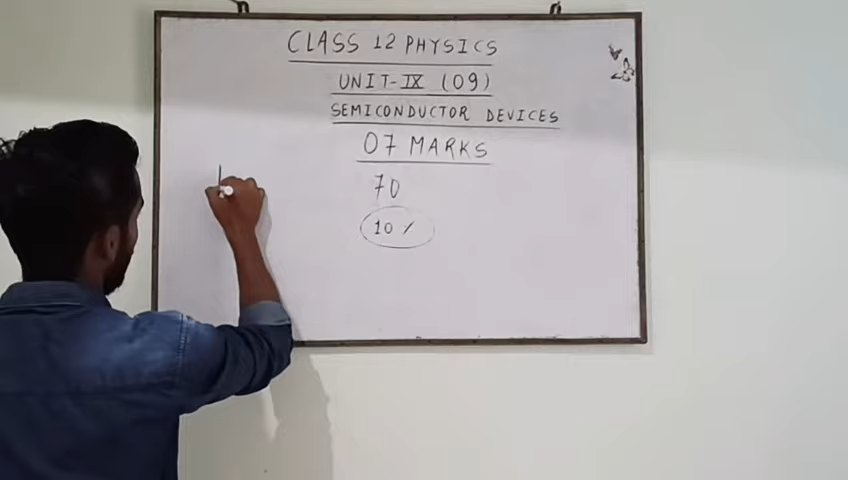 CLASS 12 PHYSICS
UNIT-IX (09)
SEMICONDUCTOR DEVICES
07 MARKS
70
10 %